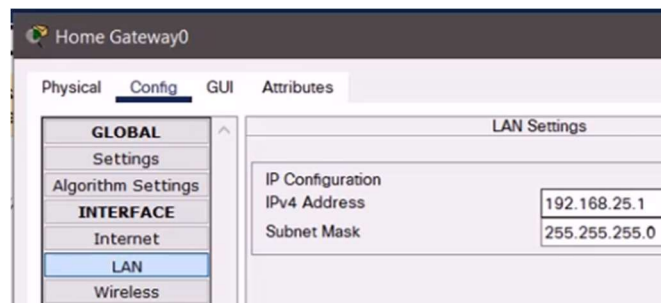 Home Gateway0
Physical Config GUI Attributes
GLOBAL
Settings
Algorithm Settings
INTERFACE
Internet
LAN
Wireless
LAN Settings
IP Configuration
IPv4 Address 192.168.25.1
Subnet Mask 255.255.255.0